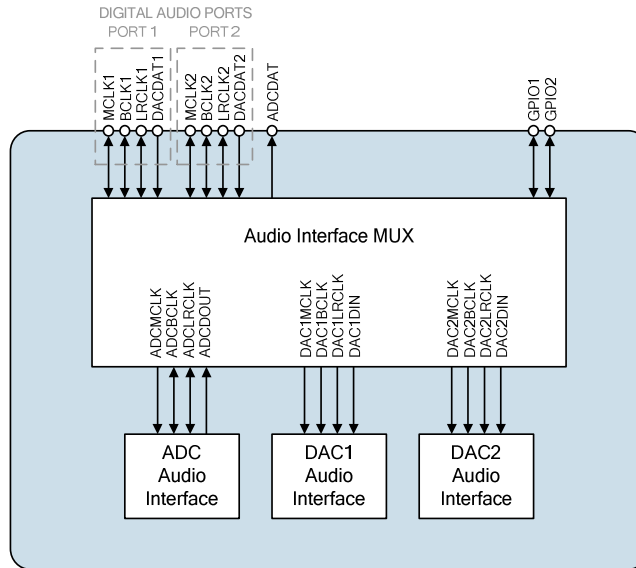 DIGITAL AUDIO PORTS
PORT 1
PORT 2
MCLK1
BCLK1
LRCLK1
DACDAT1
MCLK2
BCLK2
LRCLK2
DACDAT2
ADCDAT
GPIO1
GPIO2
Audio Interface MUX
ADCMCLK
ADCBCLK
ADCLRCLK
ADCDOUT
DAC1MCLK
DAC1BCLK
DAC1LRCLK
DAC1DIN
DAC2MCLK
DAC2BCLK
DAC2LRCLK
DAC2DIN
ADC
Audio
Interface
DAC1
Audio
Interface
DAC2
Audio
Interface